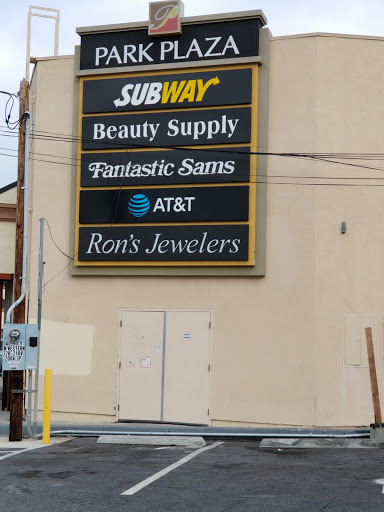 P
PARK PLAZA
SUBWAY
Beauty Supply
Fantastic Sams
AT&T
Ron's Jewelers